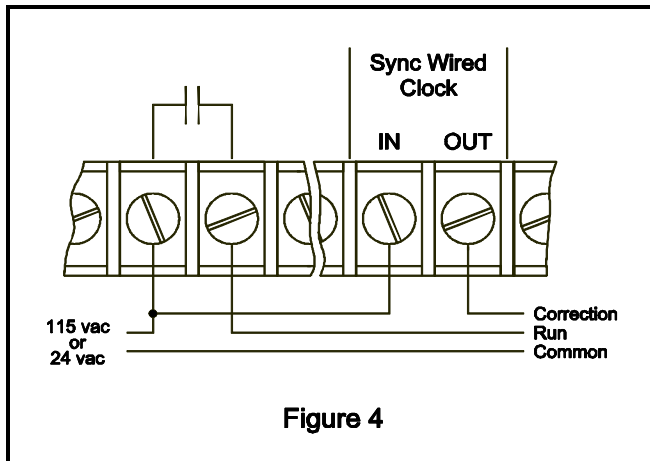 Sync Wired
Clock
IN OUT
115 vac
or
24 vac
Correction
Run
Common
Figure 4